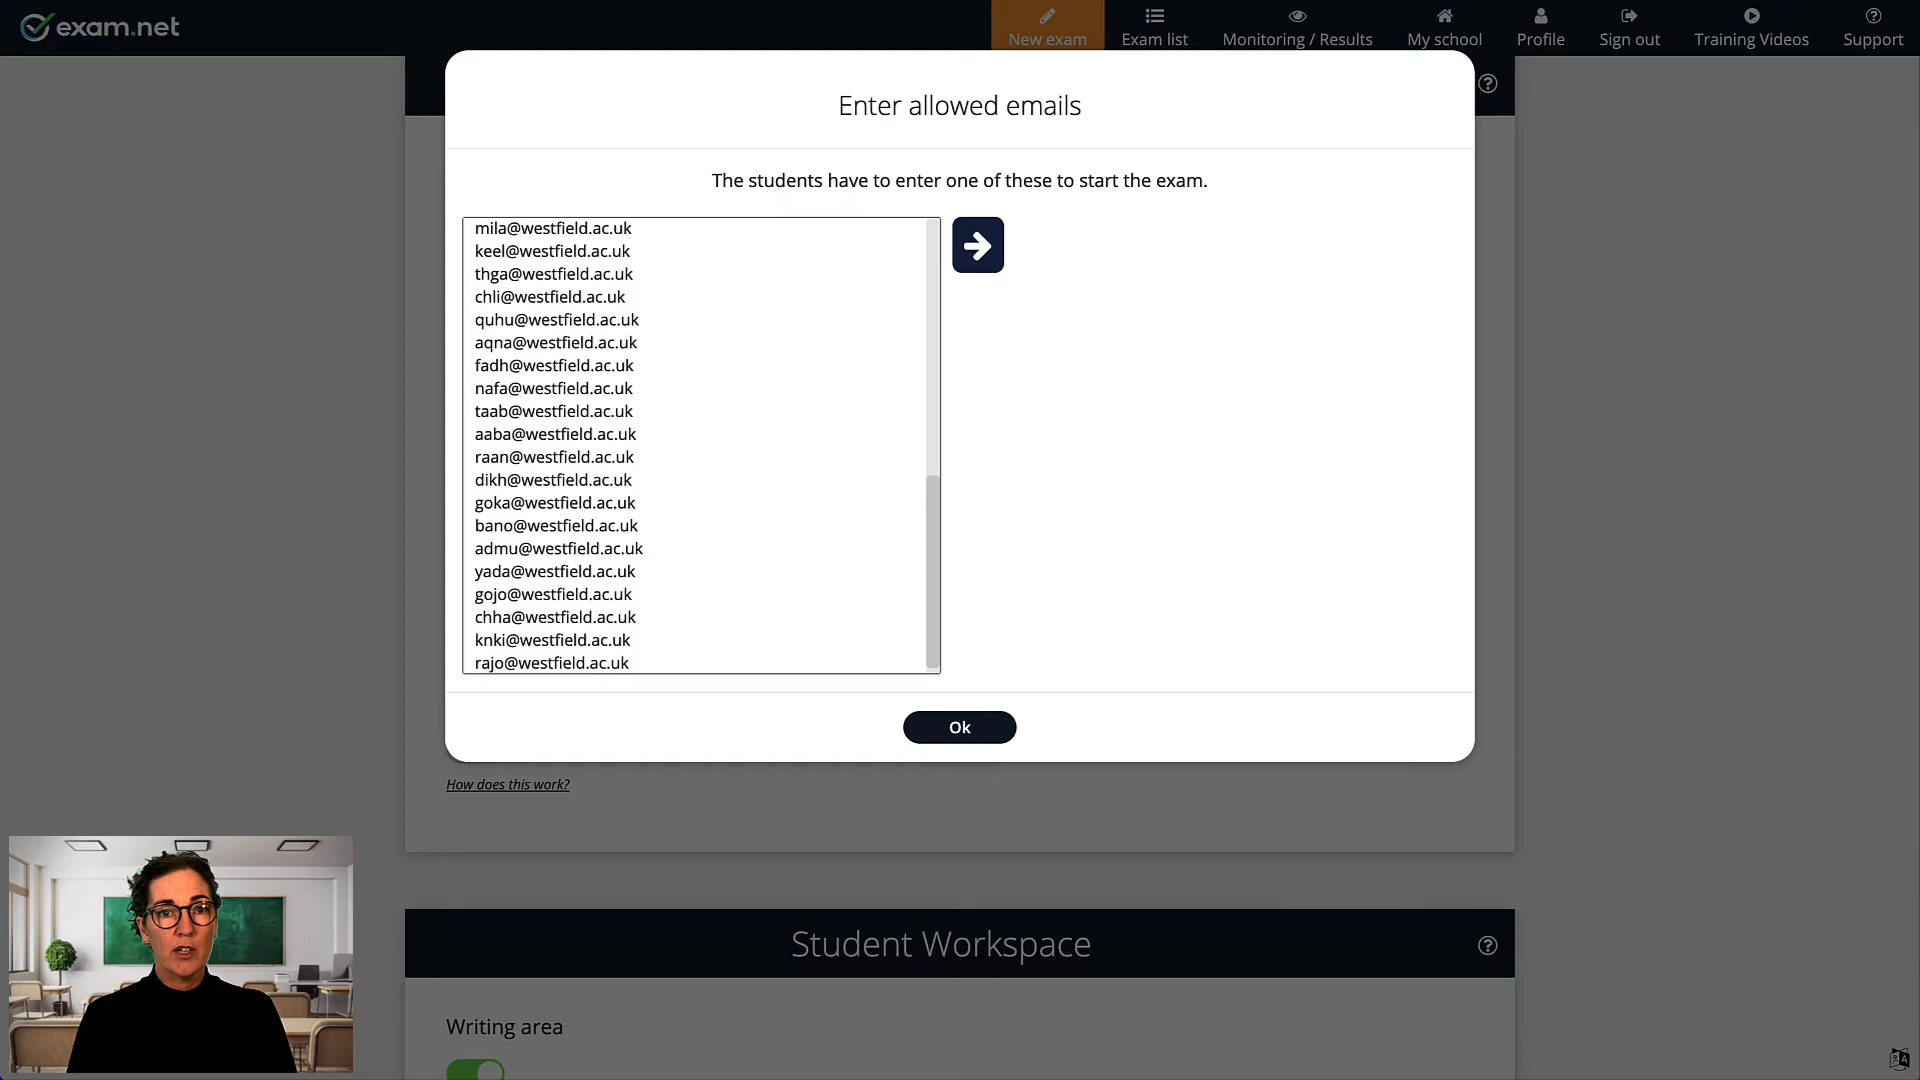 exam.net
New exam
Exam list
Monitoring / Results
My school
Profile
Sign out
Training Videos
Support
Enter allowed emails
The students have to enter one of these to start the exam.
mila@westfield.ac.uk
keel@westfield.ac.uk
thga@westfield.ac.uk
chli@westfield.ac.uk
quhu@westfield.ac.uk
aqna@westfield.ac.uk
fadh@westfield.ac.uk
nafa@westfield.ac.uk
taab@westfield.ac.uk
aaba@westfield.ac.uk
raan@westfield.ac.uk
dikh@westfield.ac.uk
goka@westfield.ac.uk
bano@westfield.ac.uk
admu@westfield.ac.uk
yada@westfield.ac.uk
gojo@westfield.ac.uk
chha@westfield.ac.uk
knki@westfield.ac.uk
rajo@westfield.ac.uk
Ok
How does this work?
Student Workspace
Writing area